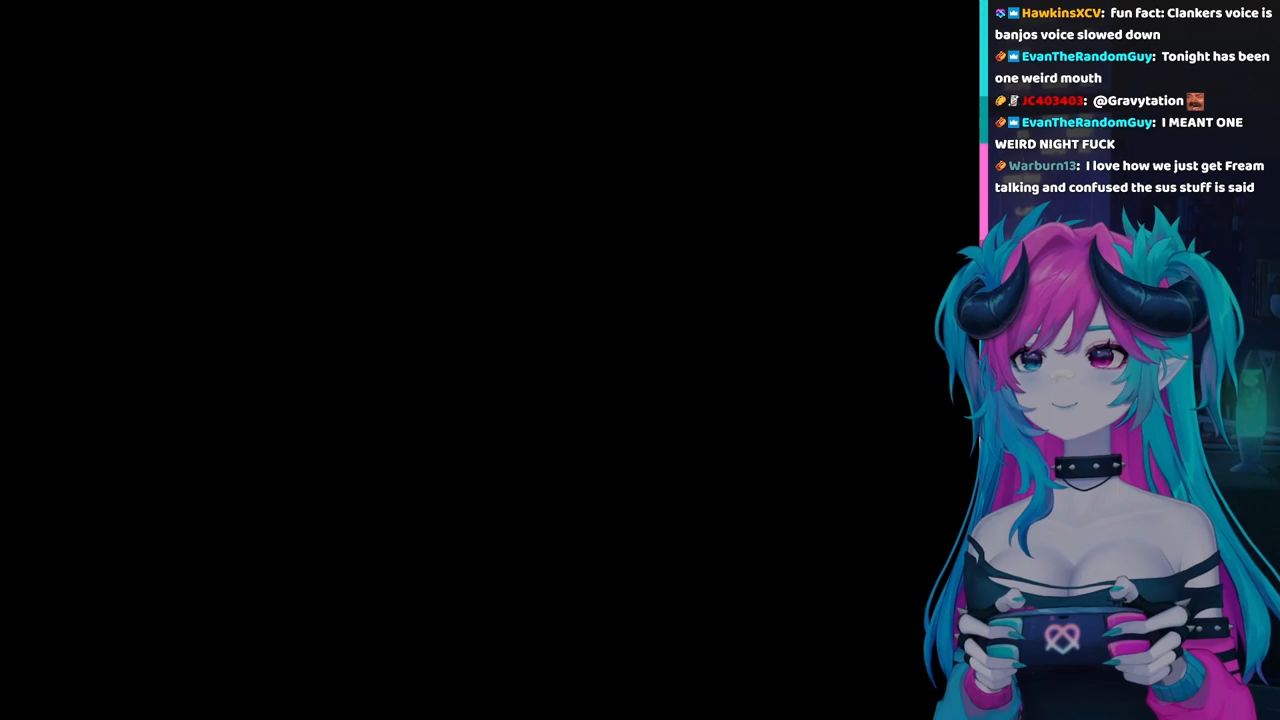 HawkinsXCV: fun fact: Clankers voice is
banjos voice slowed down
EvanTheRandomGuy: Tonight has been
one weird mouth
JC403403: @Gravytation
EvanTheRandomGuy: I MEANT ONE
WEIRD NIGHT FUCK
Warburn13: I love how we just get Fream
talking and confused the sus stuff is said